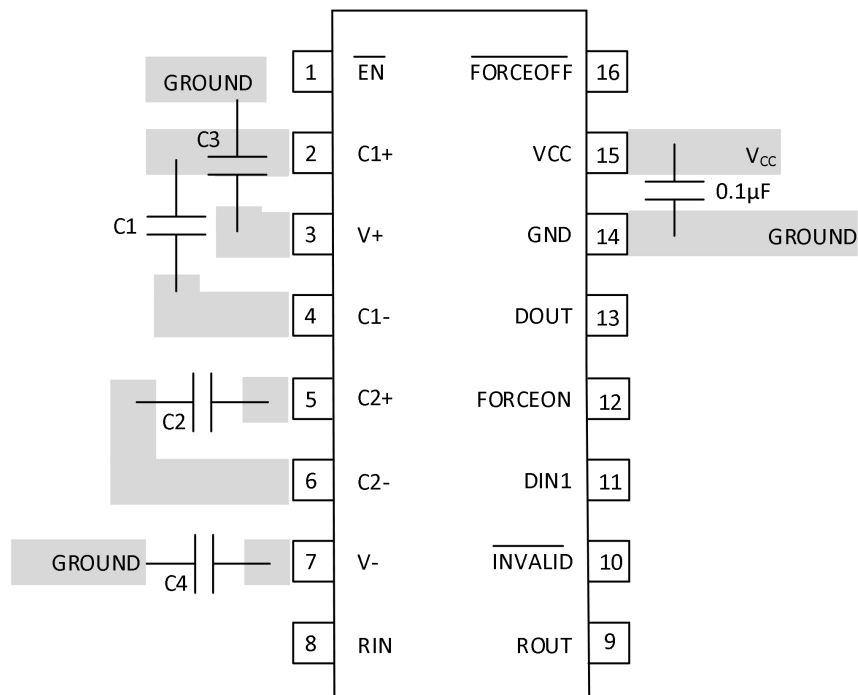 GROUND
1 EN FORCEOFF 16
C3
2 C1+ VCC 15 VCC
0.1µF
C1
3 V+ GND 14 GROUND
4 C1- DOUT 13
5 C2+ FORCEON 12
C2
6 C2- DIN1 11
GROUND 7 V- INVALID 10
C4
8 RIN ROUT 9